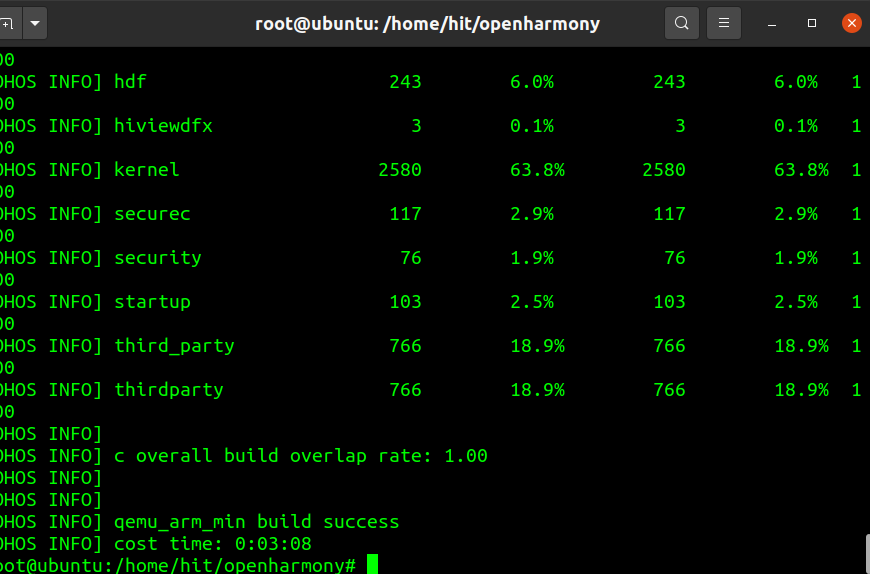 root@ubuntu: /home/hit/openharmony
00
OHOS INFO] hdf 243 6.0% 243 6.0% 1
00
OHOS INFO] hiviewdfx 3 0.1% 3 0.1% 1
00
OHOS INFO] kernel 2580 63.8% 2580 63.8% 1
00
OHOS INFO] securec 117 2.9% 117 2.9% 1
00
OHOS INFO] security 76 1.9% 76 1.9% 1
00
OHOS INFO] startup 103 2.5% 103 2.5% 1
00
OHOS INFO] third_party 766 18.9% 766 18.9% 1
00
OHOS INFO] thirdparty 766 18.9% 766 18.9% 1
00
OHOS INFO]
OHOS INFO] c overall build overlap rate: 1.00
OHOS INFO]
OHOS INFO]
OHOS INFO] qemu_arm_min build success
OHOS INFO] cost time: 0:03:08
oot@ubuntu:/home/hit/openharmony#